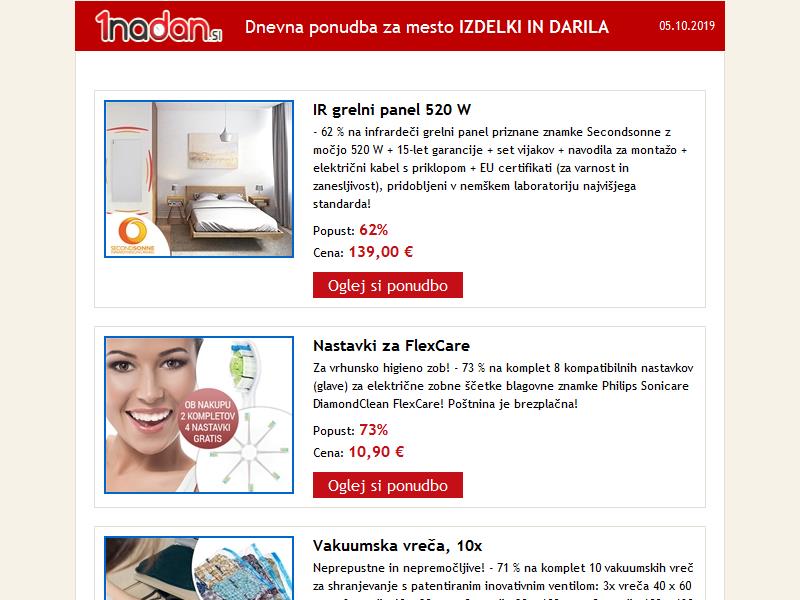 1nadan.SI
Dnevna ponudba za mesto IZDELKI IN DARILA
05.10.2019
IR grelni panel 520 W
- 62 % na infrardeči grelni panel priznane znamke Secondsonne z
močjo 520 W + 15-let garancije + set vijakov + navodila za montažo +
električni kabel s priklopom + EU certifikati (za varnost in
zanesljivost), pridobljeni v nemškem laboratoriju najvišjega
standarda!
Popust: 62%
Cena: 139,00 €
Oglej si ponudbo
SECONDSONNE
Nastavki za FlexCare
Za vrhunsko higieno zob! - 73 % na komplet 8 kompatibilnih nastavkov
(glave) za električne zobne ščetke blagovne znamke Philips Sonicare
DiamondClean FlexCare! Poštnina je brezplačna!
Popust: 73%
Cena: 10,90 €
Oglej si ponudbo
OB NAKUPU
2 KOMPLETOV
4 NASTAVKI
GRATIS
Vakuumska vreča, 10x
Neprepustne in nepremočljive! - 71 % na komplet 10 vakuumskih vreč
za shranjevanje s patentiranim inovativnim ventilom: 3x vreča 40 x 60